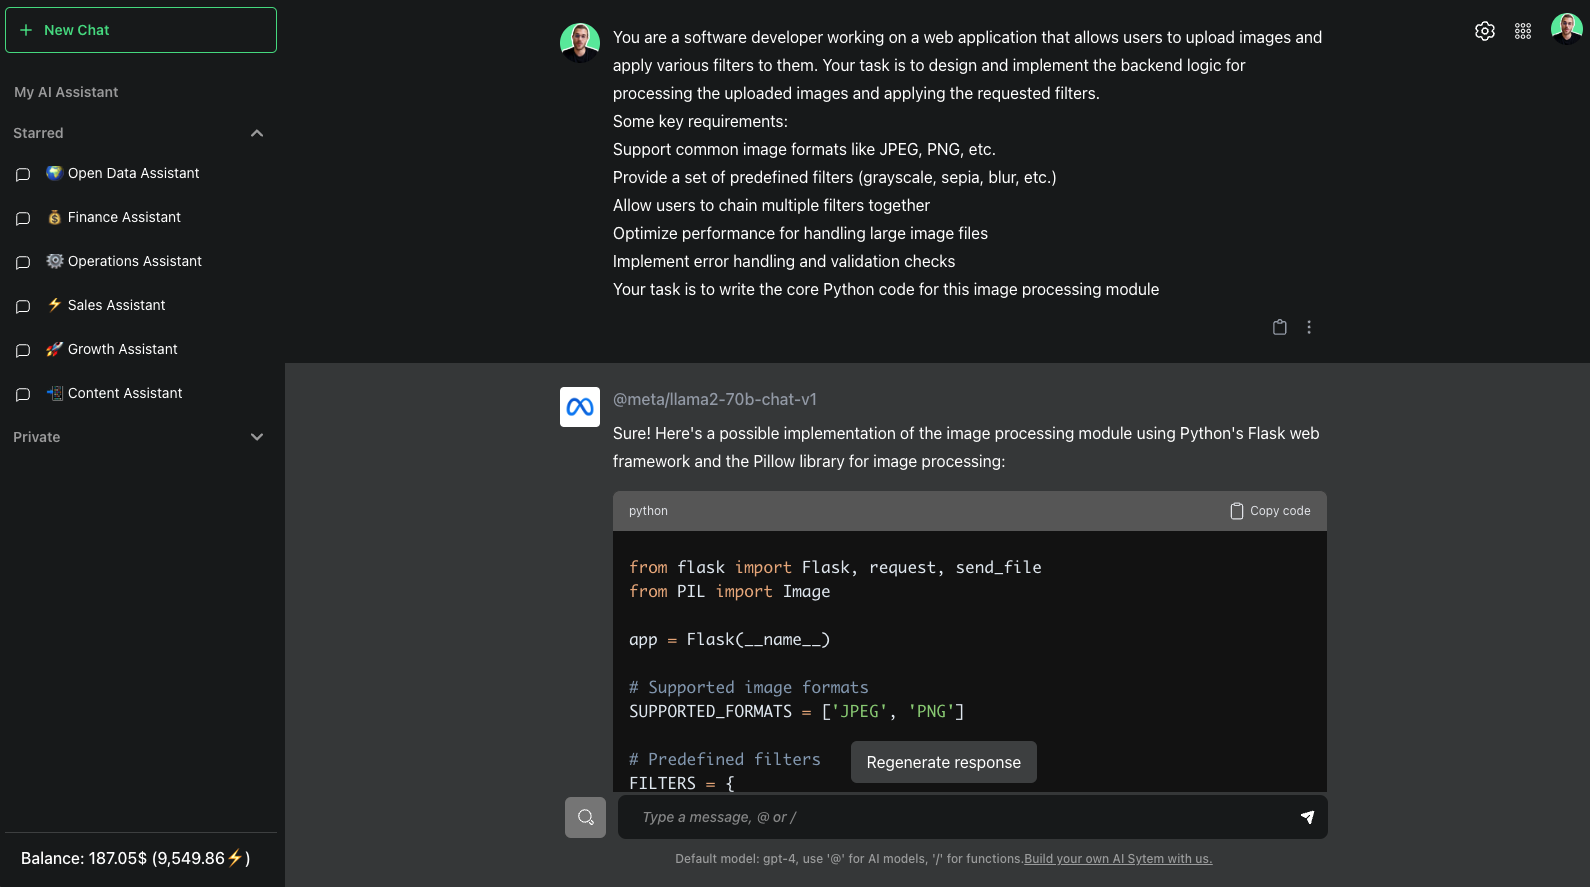 New Chat
My AI Assistant
Starred
Open Data Assistant
Finance Assistant
Operations Assistant
Sales Assistant
Growth Assistant
Content Assistant
Private
Balance: 187.05$ (9,549.86⚡)
You are a software developer working on a web application that allows users to upload images and
apply various filters to them. Your task is to design and implement the backend logic for
processing the uploaded images and applying the requested filters.
Some key requirements:
Support common image formats like JPEG, PNG, etc.
Provide a set of predefined filters (grayscale, sepia, blur, etc.)
Allow users to chain multiple filters together
Optimize performance for handling large image files
Implement error handling and validation checks
Your task is to write the core Python code for this image processing module
@meta/llama2-70b-chat-v1
Sure! Here's a possible implementation of the image processing module using Python's Flask web
framework and the Pillow library for image processing:
python
Copy code
from flask import Flask, request, send_file
from PIL import Image
app = Flask(__name__)
# Supported image formats
SUPPORTED_FORMATS = ['JPEG', 'PNG']
# Predefined filters
FILTERS = {
Regenerate response
Type a message, @ or /
Default model: gpt-4, use '@' for AI models, '/' for functions.Build your own AI Sytem with us.